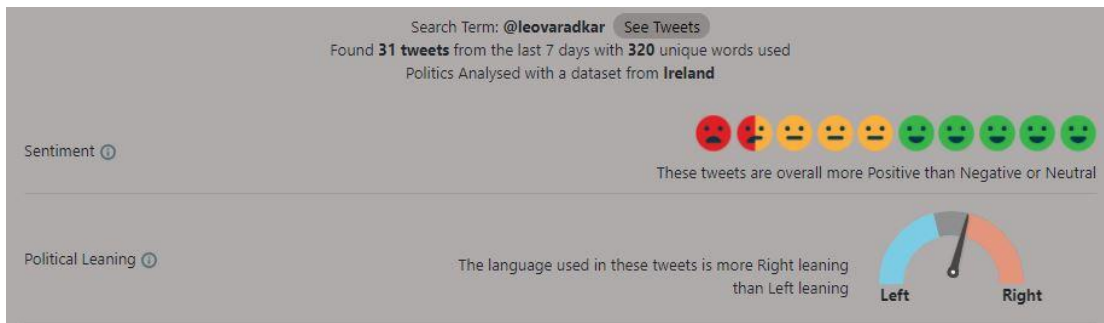 Search Term: @leovaradkar See Tweets
Found 31 tweets from the last 7 days with 320 unique words used
Politics Analysed with a dataset from Ireland
Sentiment
These tweets are overall more Positive than Negative or Neutral
Political Leaning
The language used in these tweets is more Right leaning
than Left leaning
Left Right